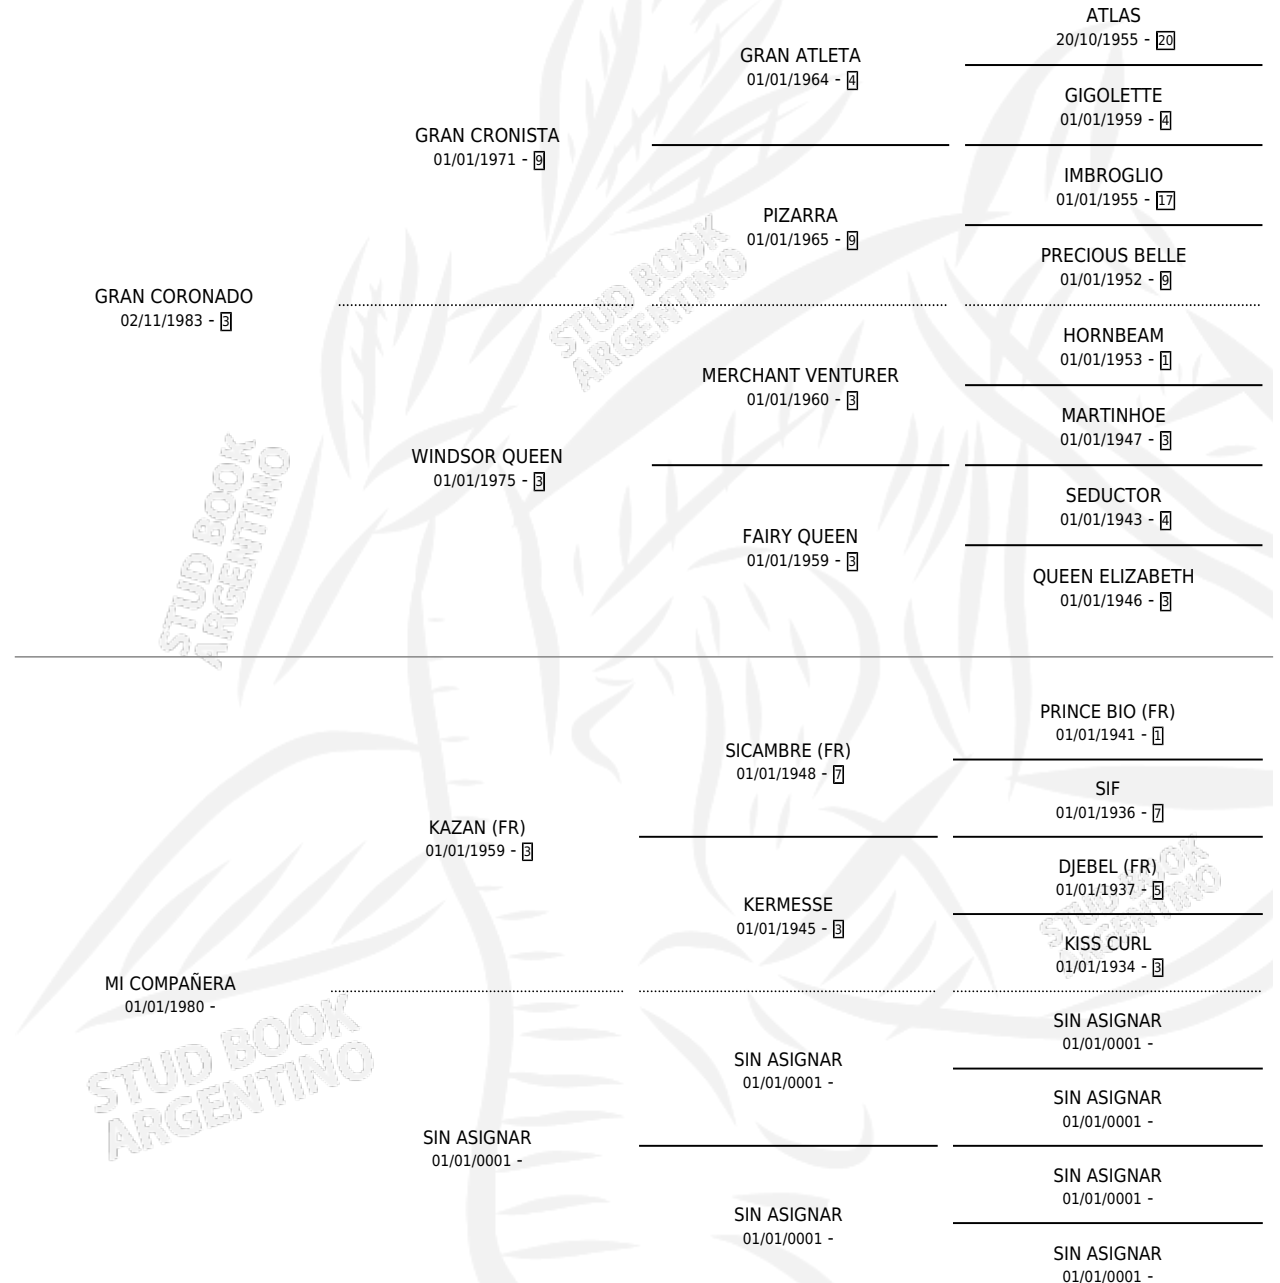 ATLAS
20/10/1955 - 20
GRAN ATLETA
01/01/1964 - 4
GIGOLETTE
01/01/1959 - 4
GRAN CRONISTA
01/01/1971 - 9
IMBROGLIO
01/01/1955 - 17
PIZARRA
01/01/1965 - 9
PRECIOUS BELLE
01/01/1952 - 9
GRAN CORONADO
02/11/1983 - 3
HORNBEAM
01/01/1953 - 1
MERCHANT VENTURER
01/01/1960 - 3
MARTINHOE
01/01/1947 - 3
WINDSOR QUEEN
01/01/1975 - 3
SEDUCTOR
01/01/1943 - 4
FAIRY QUEEN
01/01/1959 - 3
QUEEN ELIZABETH
01/01/1946 - 3
STUD BOOK
ARGENTINO
STUD BOOK
ARGENTINO
PRINCE BIO (FR)
01/01/1941 - 1
SICAMBRE (FR)
01/01/1948 - 7
SIF
01/01/1936 - 7
KAZAN (FR)
01/01/1959 - 3
DJEBEL (FR)
01/01/1937 - 5
KERMESSE
01/01/1945 - 3
KISS CURL
01/01/1934 - 3
MI COMPAÑERA
01/01/1980 -
SIN ASIGNAR
01/01/0001 -
SIN ASIGNAR
01/01/0001 -
SIN ASIGNAR
01/01/0001 -
SIN ASIGNAR
01/01/0001 -
SIN ASIGNAR
01/01/0001 -
SIN ASIGNAR
01/01/0001 -
SIN ASIGNAR
01/01/0001 -
STUD BOOK
ARGENTINO
STUD BOOK
ARGENTINO